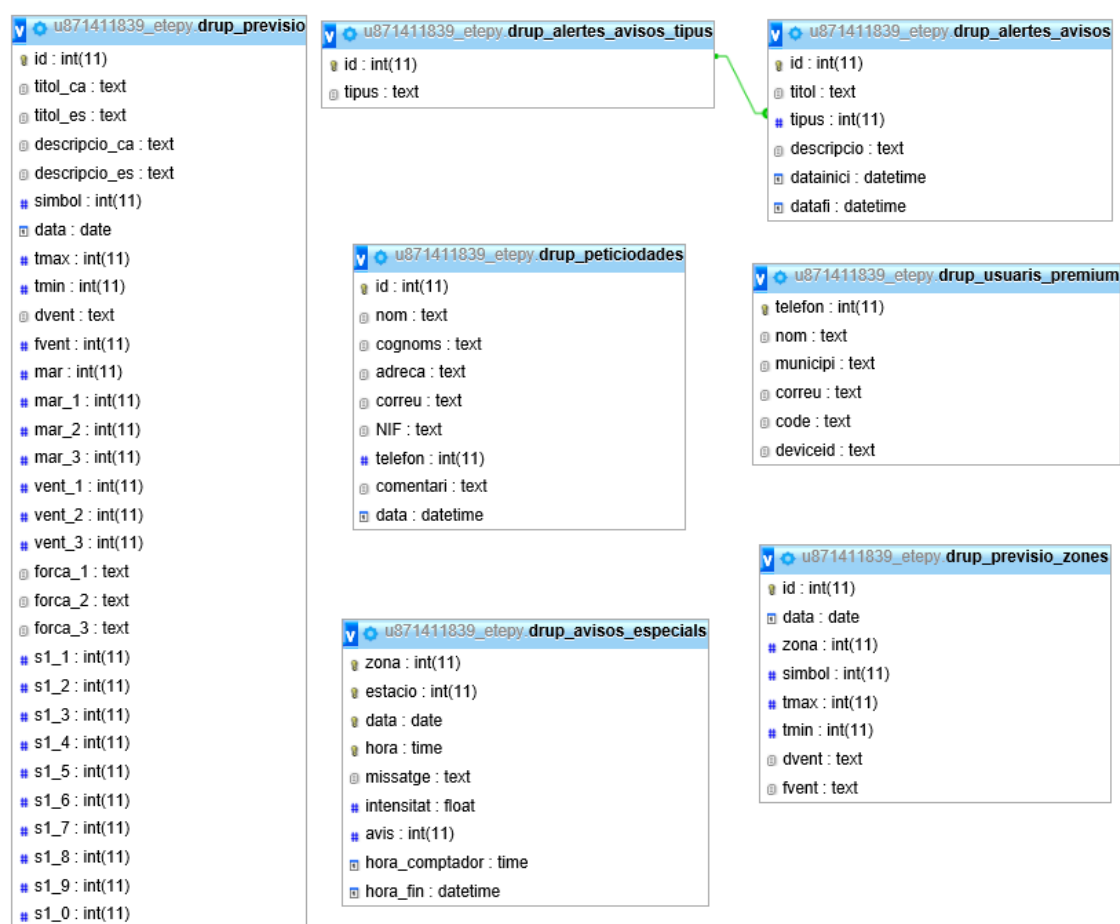 u871411839_etepy.drup_previsio
id : int(11)
titol_ca : text
titol_es : text
descripcio_ca : text
descripcio_es : text
simbol : int(11)
data : date
tmax : int(11)
tmin : int(11)
dvent : text
fvent : int(11)
mar : int(11)
mar_1 : int(11)
mar_2 : int(11)
mar_3 : int(11)
vent_1 : int(11)
vent_2 : int(11)
vent_3 : int(11)
forca_1 : text
forca_2 : text
forca_3 : text
s1_1 : int(11)
s1_2 : int(11)
s1_3 : int(11)
s1_4 : int(11)
s1_5 : int(11)
s1_6 : int(11)
s1_7 : int(11)
s1_8 : int(11)
s1_9 : int(11)
s1_0 : int(11)
u871411839_etepy.drup_alertes_avisos_tipus
id : int(11)
tipus : text
u871411839_etepy.drup_alertes_avisos
id : int(11)
titol : text
tipus : int(11)
descripcio : text
datainici : datetime
datafi : datetime
u871411839_etepy.drup_peticiodades
id : int(11)
nom : text
cognoms : text
adreca : text
correu : text
NIF : text
telefon : int(11)
comentari : text
data : datetime
u871411839_etepy.drup_usuaris_premium
telefon : int(11)
nom : text
municipi : text
correu : text
code : text
deviceid : text
u871411839_etepy.drup_avisos_especials
zona : int(11)
estacio : int(11)
data : date
hora : time
missatge : text
intensitat : float
avis : int(11)
hora_comptador : time
hora_fin : datetime
u871411839_etepy.drup_previsio_zones
id : int(11)
data : date
zona : int(11)
simbol : int(11)
tmax : int(11)
tmin : int(11)
dvent : text
fvent : text